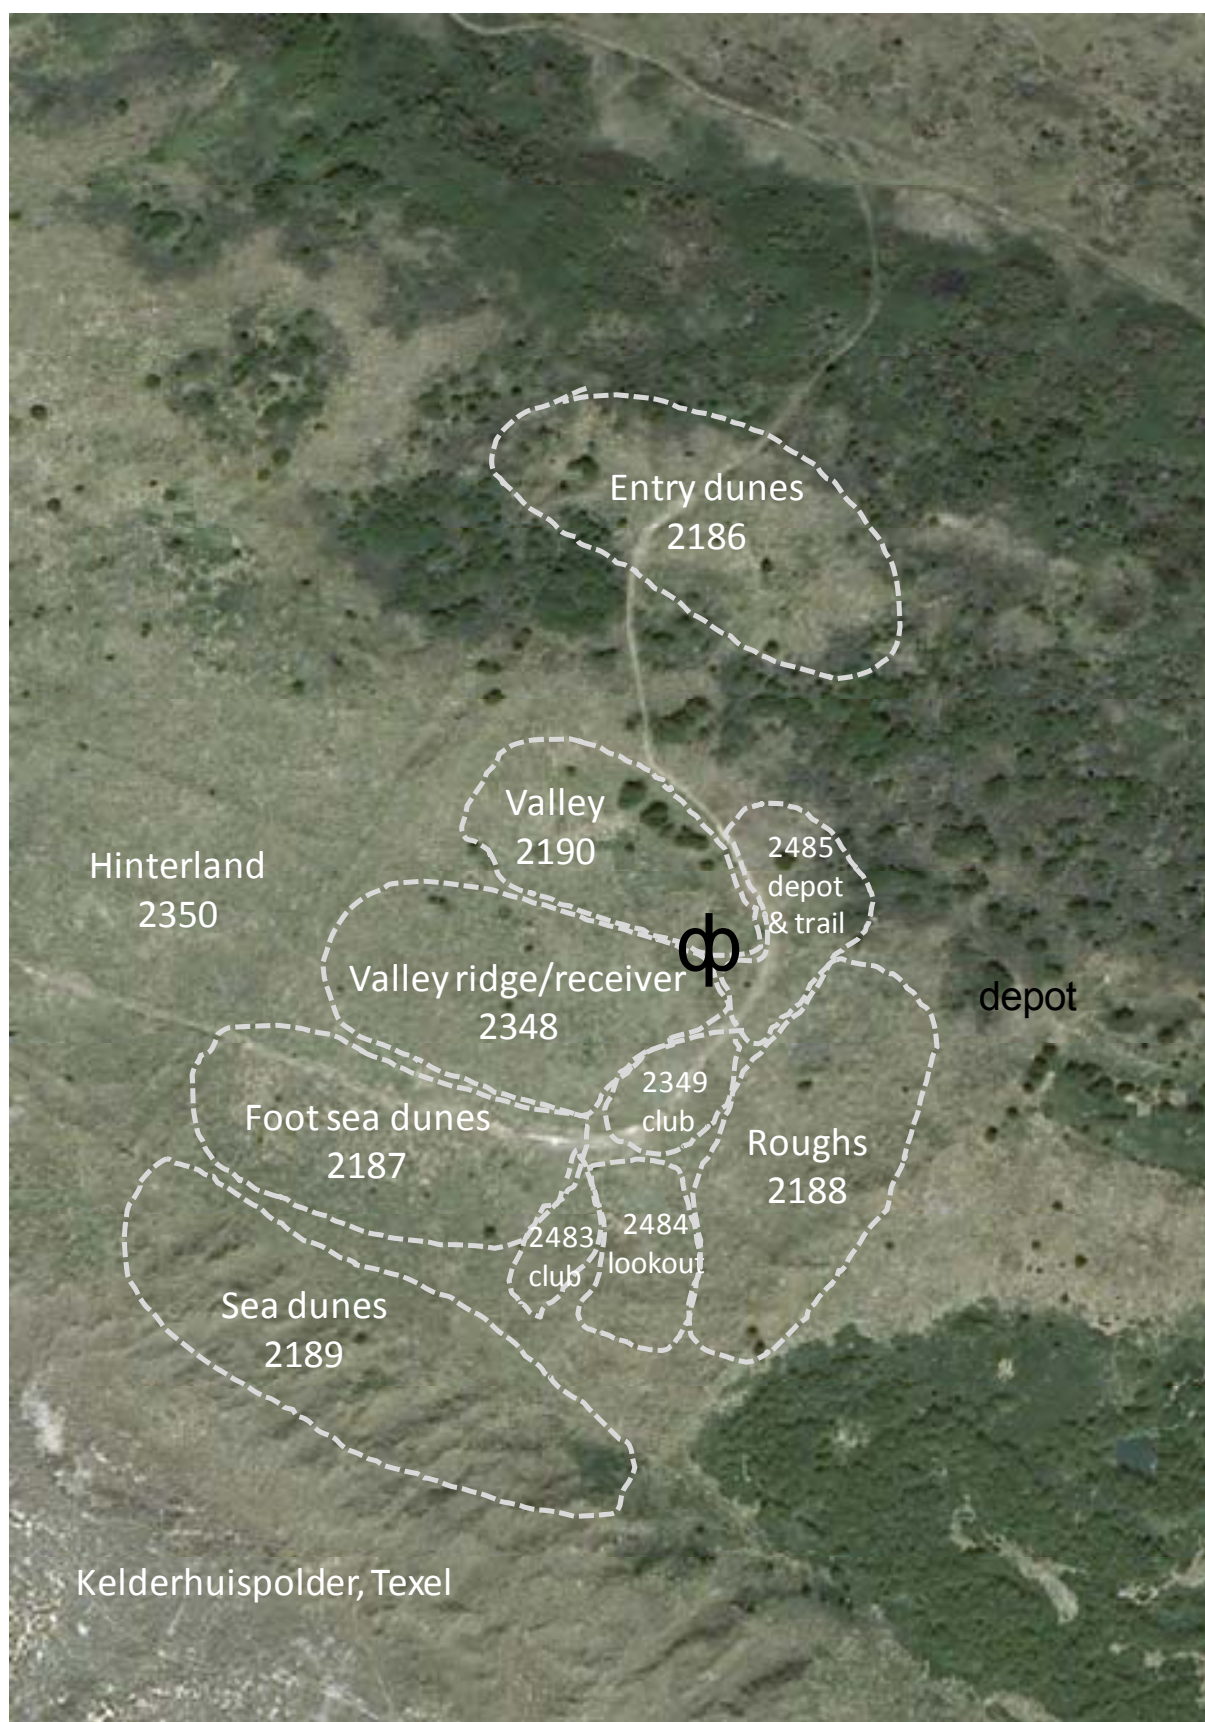 Entry dunes
2186
Valley
2190
2485
depot
& trail
Hinterland
2350
ф
Valley ridge/receiver
2348
depot
2349
club
Foot sea dunes
2187
Roughs
2188
2483
club
2484
lookout
Sea dunes
2189
Kelderhuispolder, Texel